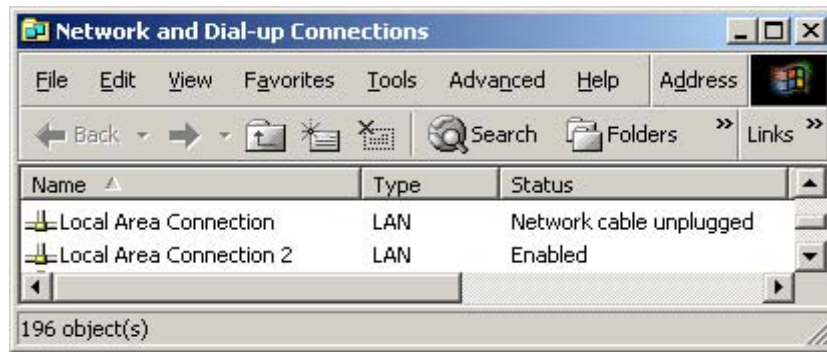 Network and Dial-up Connections
File Edit View Favorites Tools Advanced Help Address
Back Search Folders » Links »
Name Type Status
Local Area Connection LAN Network cable unplugged
Local Area Connection 2 LAN Enabled
196 object(s)